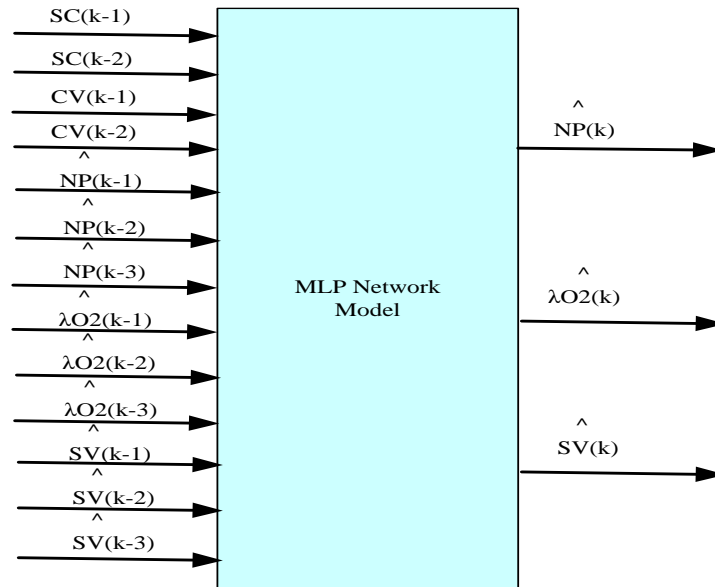 SC(k-1)
SC(k-2)
CV(k-1)
CV(k-2)
^
NP(k-1)
^
NP(k-2)
^
NP(k-3)
^
λO2(k-1)
^
λO2(k-2)
^
λO2(k-3)
^
SV(k-1)
^
SV(k-2)
^
SV(k-3)
MLP Network
Model
^
NP(k)
^
λO2(k)
^
SV(k)